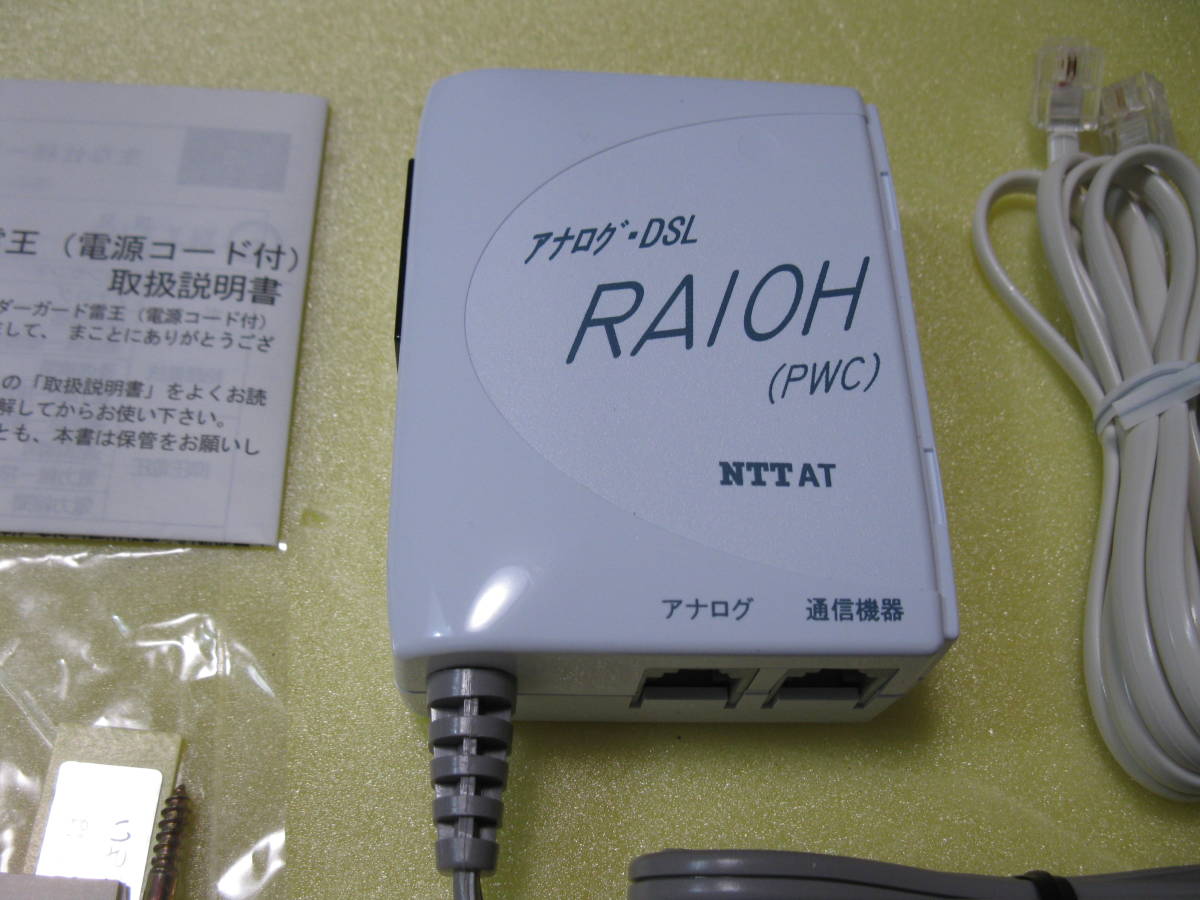 雷王（電源コード付）
取扱説明書
ダーガード雷王（電源コード付）
して、まことにありがとうござ
の「取扱説明書」をよくお読
解してからお使い下さい。
とも、本書は保管をお願いし
アナログ・DSL
RAIOH
(PWC)
NTT AT
アナログ 通信機器